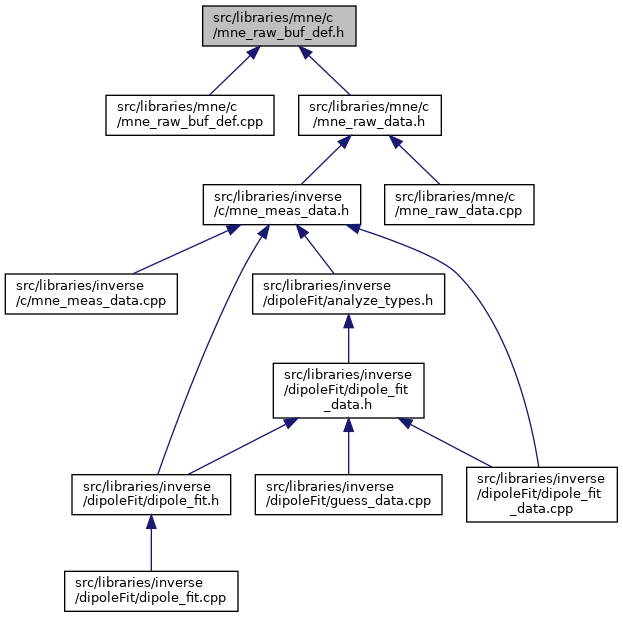 src/libraries/mne/c
/mne_raw_buf_def.h
src/libraries/mne/c
/mne_raw_buf_def.cpp
src/libraries/mne/c
/mne_raw_data.h
src/libraries/inverse
/c/mne_meas_data.h
src/libraries/mne/c
/mne_raw_data.cpp
src/libraries/inverse
/c/mne_meas_data.cpp
src/libraries/inverse
/dipoleFit/analyze_types.h
src/libraries/inverse
/dipoleFit/dipole_fit
_data.h
src/libraries/inverse
/dipoleFit/dipole_fit.h
src/libraries/inverse
/dipoleFit/guess_data.cpp
src/libraries/inverse
/dipoleFit/dipole_fit
_data.cpp
src/libraries/inverse
/dipoleFit/dipole_fit.cpp